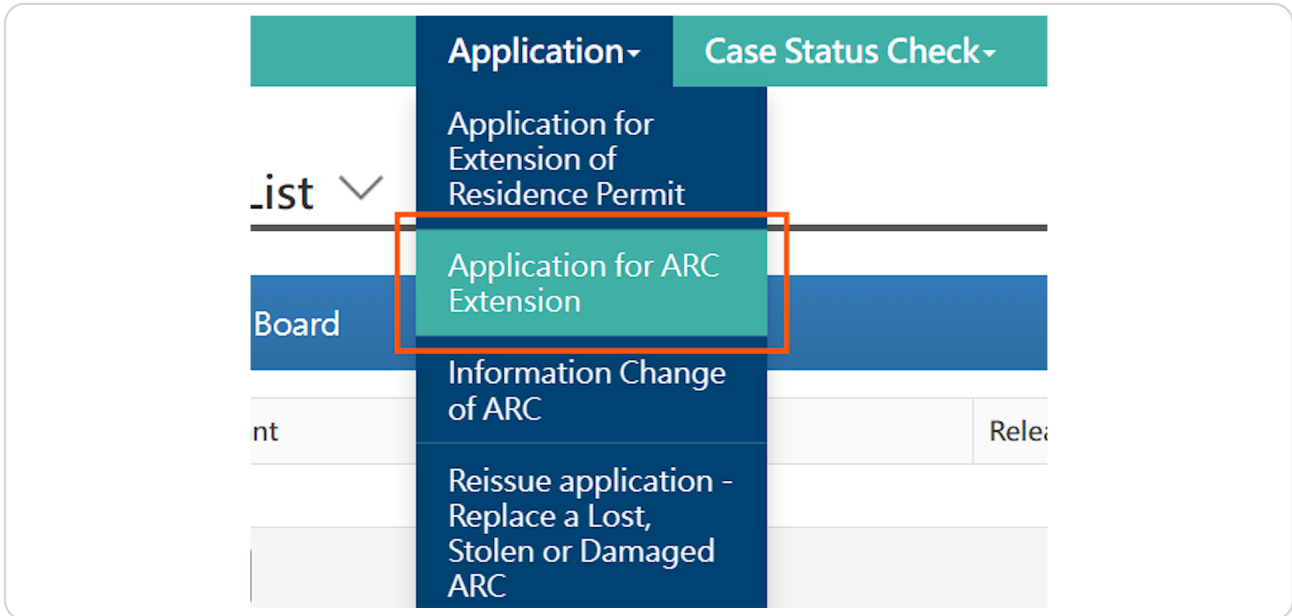 Application
Case Status Check
Application for
Extension of
Residence Permit
List
Application for ARC
Extension
Board
Information Change
of ARC
nt
Relea
Reissue application -
Replace a Lost,
Stolen or Damaged
ARC